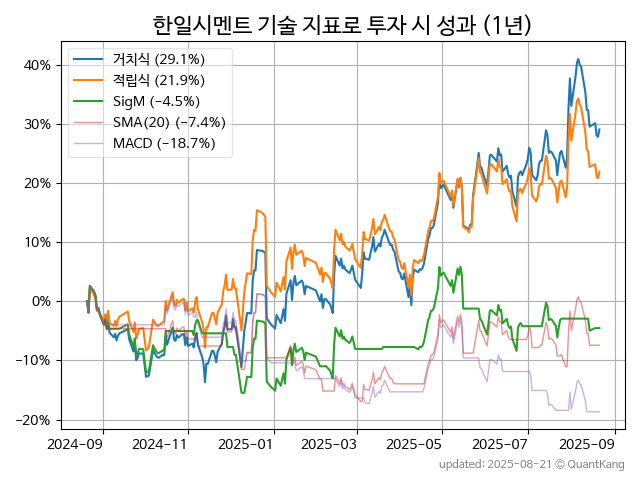 한일시멘트 기술 지표로 투자 시 성과 (1년)
거치식 (29.1%)
적립식 (21.9%)
SigM (−4.5%)
SMA(20) (−7.4%)
MACD (−18.7%)
40%
30%
20%
10%
0%
−10%
−20%
2024-09
2024-11
2025-01
2025-03
2025-05
2025-07
2025-09
updated: 2025-08-21 © QuantKang